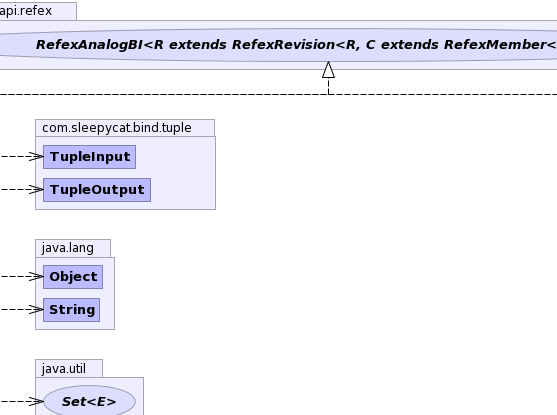 api.refex
RefexAnalogBI<R extends RefexRevision<R, C extends RefexMember<
com.sleepycat.bind.tuple
TupleInput
TupleOutput
java.lang
Object
String
java.util
Set<E>